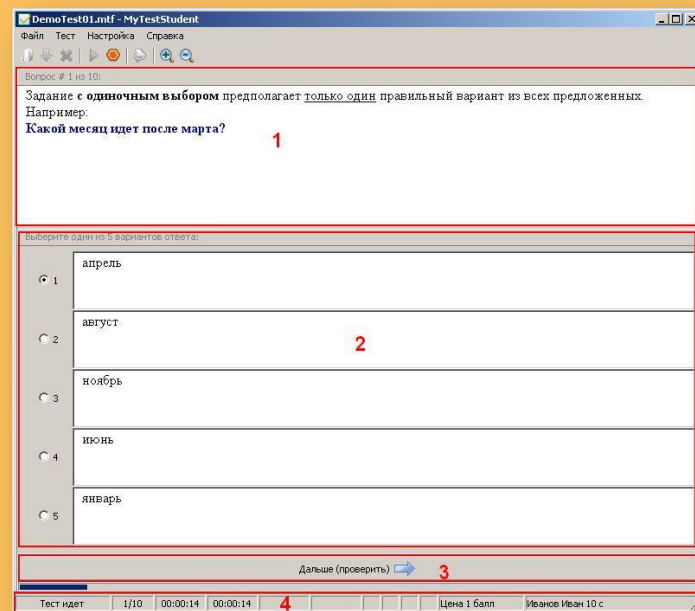 DemoTest01.mtf - MyTestStudent
Файл Тест Настройка Справка
Вопрос # 1 из 10:
Задание с одиночным выбором предполагает только один правильный вариант из всех предложенных.
Например:
Какой месяц идет после марта?
1
Выберите один из 5 вариантов ответа:
1 апрель
2 август
2
3 ноябрь
4 июнь
5 январь
Дальше (проверить)
3
Тест идет 1/10 00:00:14 00:00:14 4 Цена 1 балл Иванов Иван 10 с